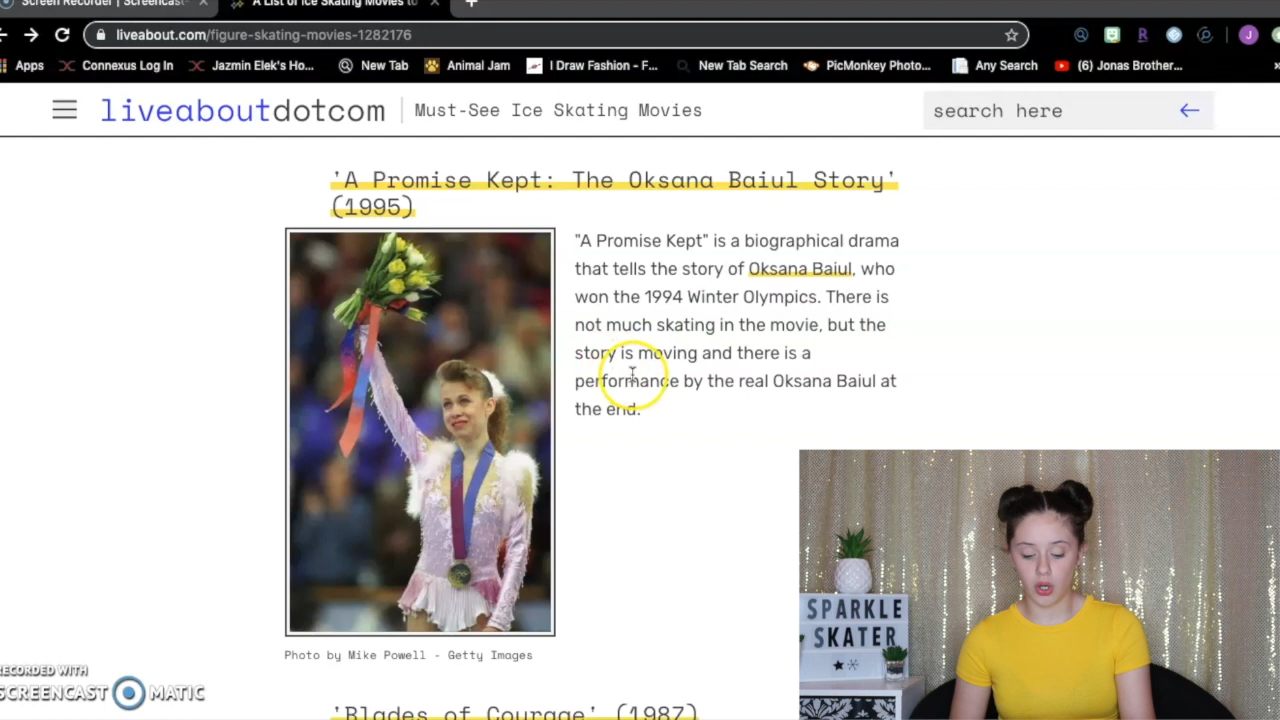 Screen Recorder | Screencast-
A List of Ice Skating Movies to
liveabout.com/figure-skating-movies-1282176
Apps
Connexus Log In
Jazmin Elek's Ho...
New Tab
Animal Jam
I Draw Fashion - F...
New Tab Search
PicMonkey Photo...
Any Search
(6) Jonas Brother...
liveaboutdotcom
Must-See Ice Skating Movies
search here
'A Promise Kept: The Oksana Baiul Story'
(1995)
"A Promise Kept" is a biographical drama
that tells the story of Oksana Baiul, who
won the 1994 Winter Olympics. There is
not much skating in the movie, but the
story is moving and there is a
performance by the real Oksana Baiul at
the end.
Photo by Mike Powell - Getty Images
'Blades of Courage' (1987)
SPARKLE
SKATER
RECORDED WITH
SCREENCAST MATIC